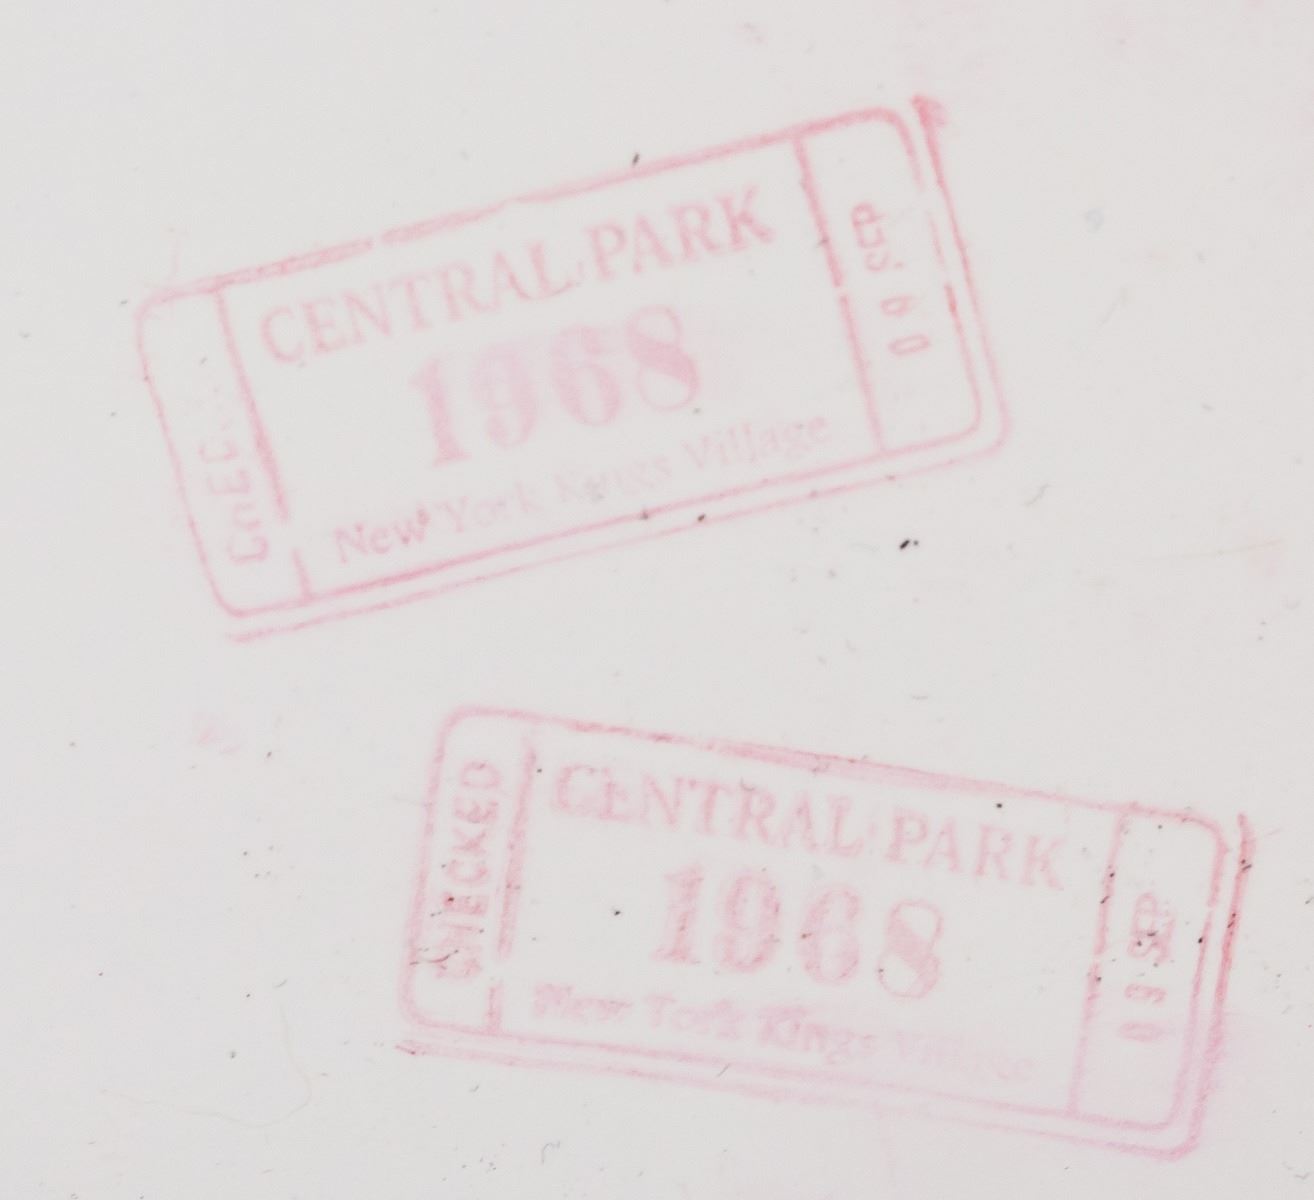 CENTRAL PARK
1968
New York Kings Village
09 SEP
CHECKED
CENTRAL PARK
1968
New York Kings Village
09 SEP